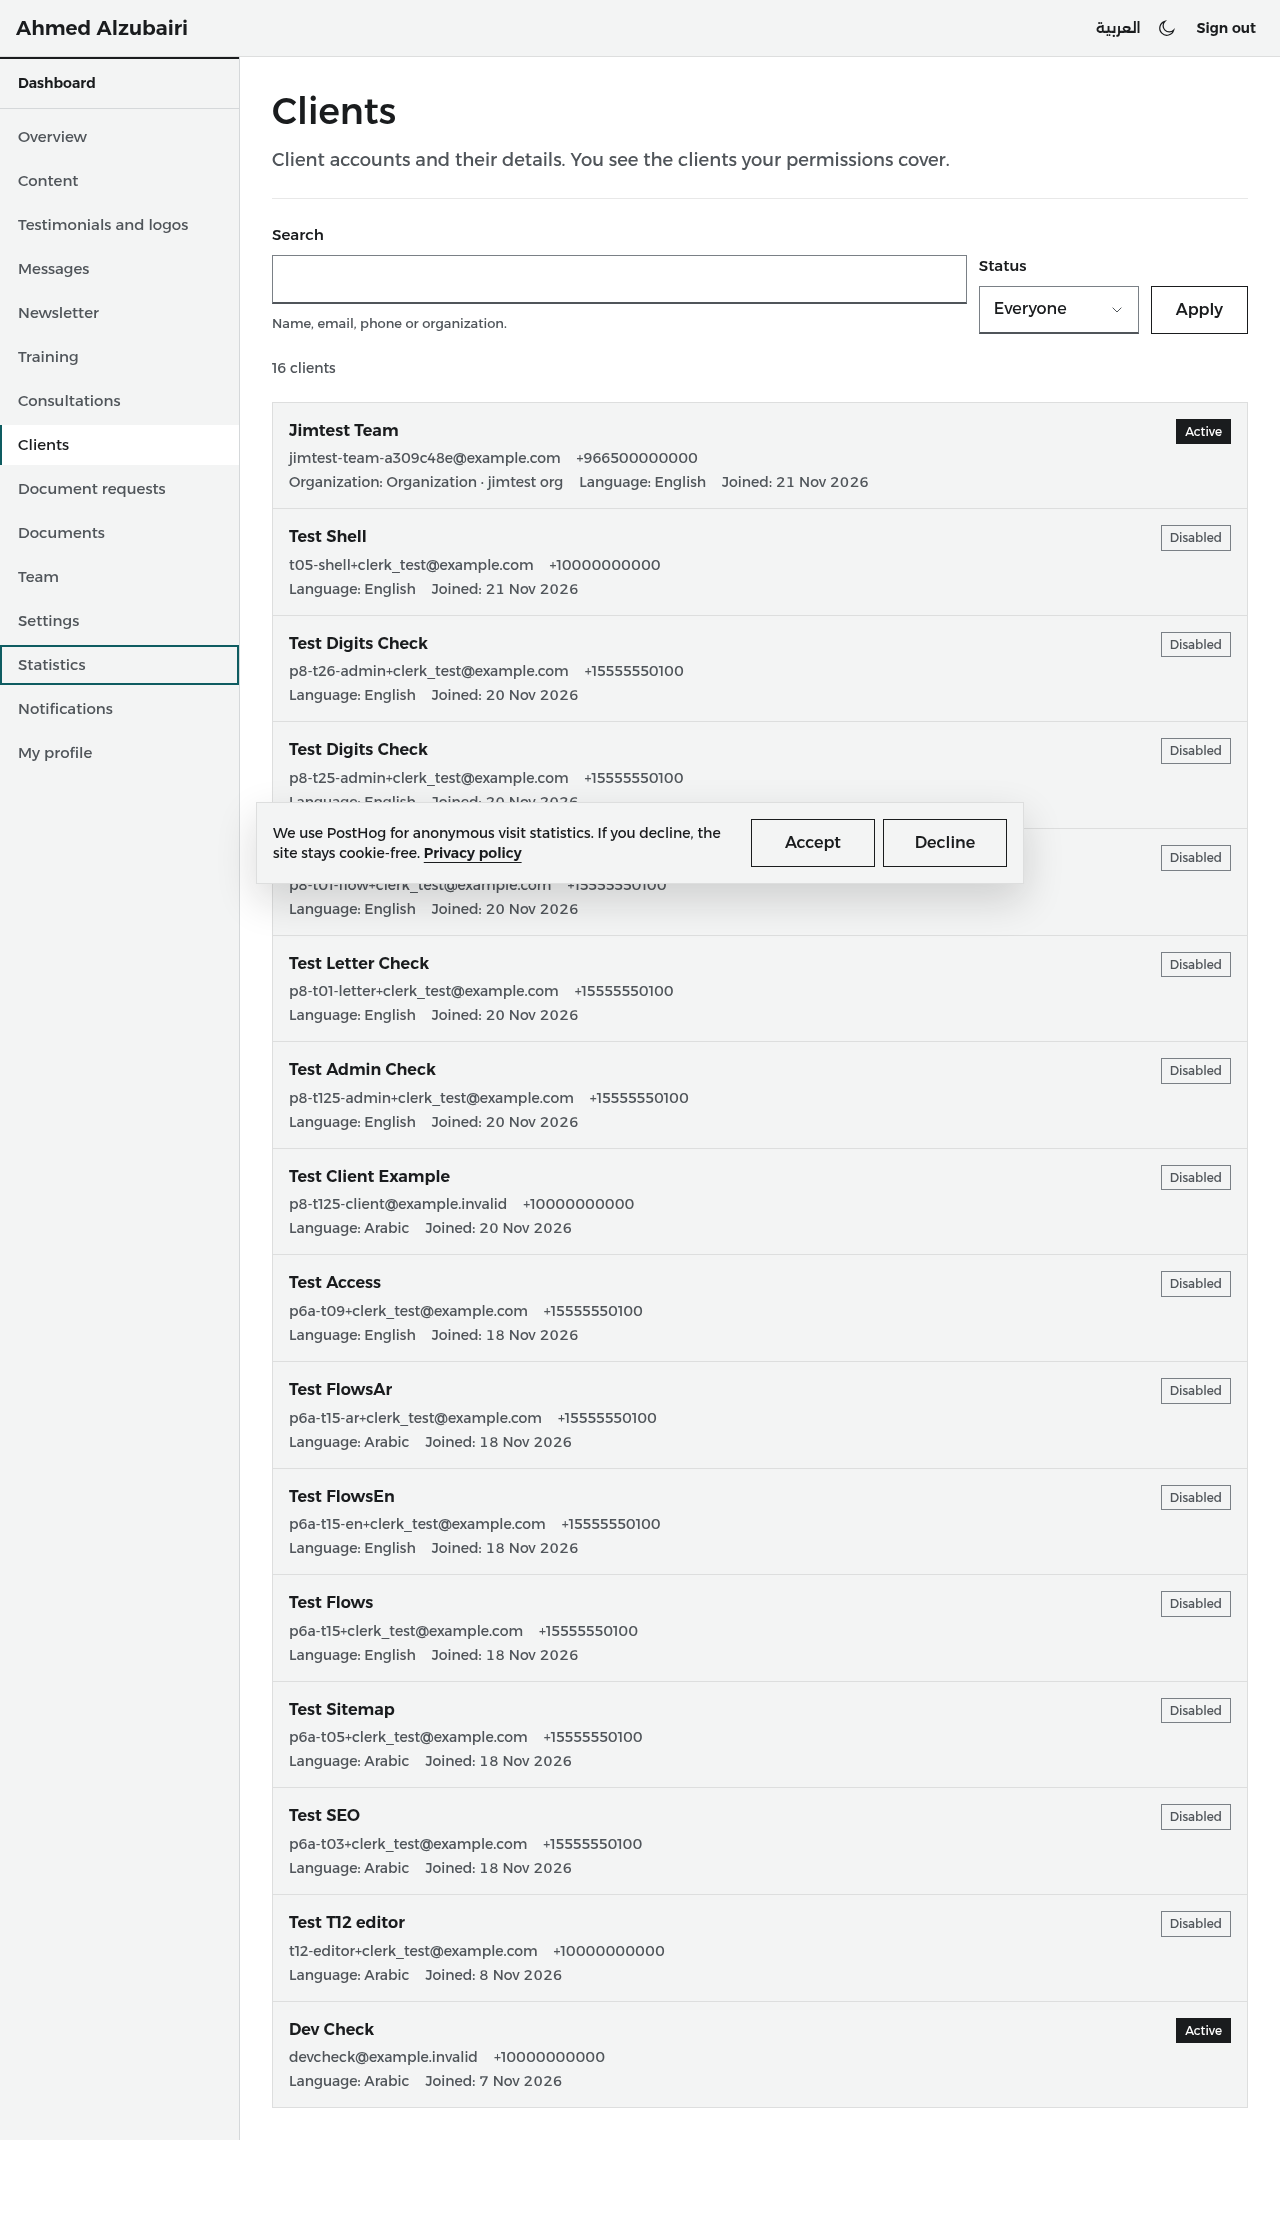 Ahmed Alzubairi
العربية
Sign out
Dashboard
Overview
Content
Testimonials and logos
Messages
Newsletter
Training
Consultations
Clients
Document requests
Documents
Team
Settings
Statistics
Notifications
My profile
Clients
Client accounts and their details. You see the clients your permissions cover.
Search
Name, email, phone or organization.
Status
Everyone
Apply
16 clients
Jimtest Team
Active
jimtest-team-a309c48e@example.com +966500000000
Organization: Organization · jimtest org Language: English Joined: 21 Nov 2026
Test Shell
Disabled
t05-shell+clerk_test@example.com +10000000000
Language: English Joined: 21 Nov 2026
Test Digits Check
Disabled
p8-t26-admin+clerk_test@example.com +15555550100
Language: English Joined: 20 Nov 2026
Test Digits Check
Disabled
p8-t25-admin+clerk_test@example.com +15555550100
Language: English Joined: 20 Nov 2026
We use PostHog for anonymous visit statistics. If you decline, the
site stays cookie-free. Privacy policy
Accept
Decline
Disabled
p8-t01-flow+clerk_test@example.com +15555550100
Language: English Joined: 20 Nov 2026
Test Letter Check
Disabled
p8-t01-letter+clerk_test@example.com +15555550100
Language: English Joined: 20 Nov 2026
Test Admin Check
Disabled
p8-t125-admin+clerk_test@example.com +15555550100
Language: English Joined: 20 Nov 2026
Test Client Example
Disabled
p8-t125-client@example.invalid +10000000000
Language: Arabic Joined: 20 Nov 2026
Test Access
Disabled
p6a-t09+clerk_test@example.com +15555550100
Language: English Joined: 18 Nov 2026
Test FlowsAr
Disabled
p6a-t15-ar+clerk_test@example.com +15555550100
Language: Arabic Joined: 18 Nov 2026
Test FlowsEn
Disabled
p6a-t15-en+clerk_test@example.com +15555550100
Language: English Joined: 18 Nov 2026
Test Flows
Disabled
p6a-t15+clerk_test@example.com +15555550100
Language: English Joined: 18 Nov 2026
Test Sitemap
Disabled
p6a-t05+clerk_test@example.com +15555550100
Language: Arabic Joined: 18 Nov 2026
Test SEO
Disabled
p6a-t03+clerk_test@example.com +15555550100
Language: Arabic Joined: 18 Nov 2026
Test T12 editor
Disabled
t12-editor+clerk_test@example.com +10000000000
Language: Arabic Joined: 8 Nov 2026
Dev Check
Active
devcheck@example.invalid +10000000000
Language: Arabic Joined: 7 Nov 2026